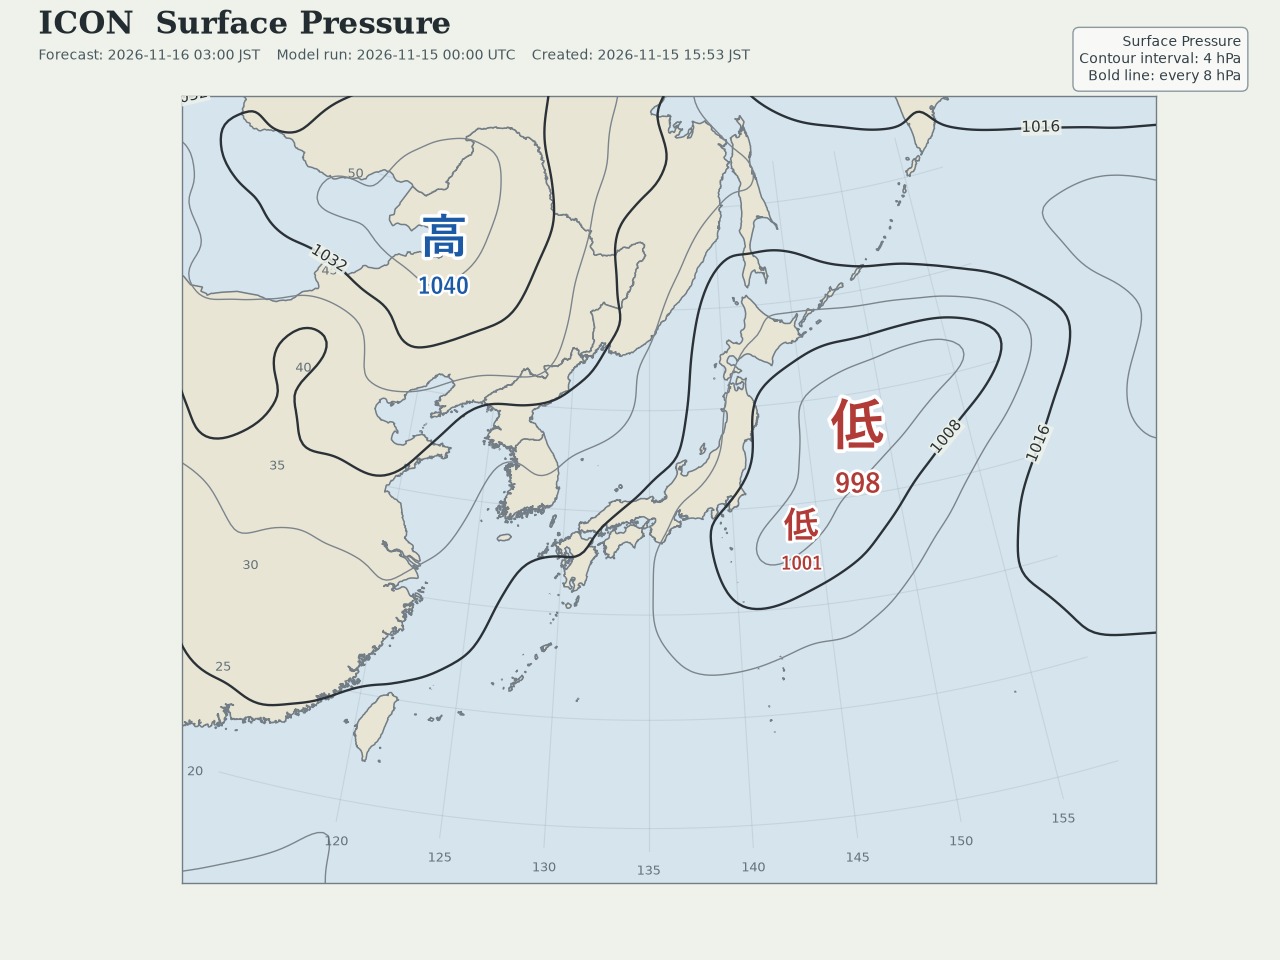 ICON  Surface Pressure
Forecast: 2026-11-16 03:00 JST    Model run: 2026-11-15 00:00 UTC    Created: 2026-11-15 15:53 JST
Surface Pressure
Contour interval: 4 hPa
Bold line: every 8 hPa
1016
50
1032
45
高
1040
40
低
998
1008
1016
35
低
1001
30
25
20
120
125
130
135
140
145
150
155